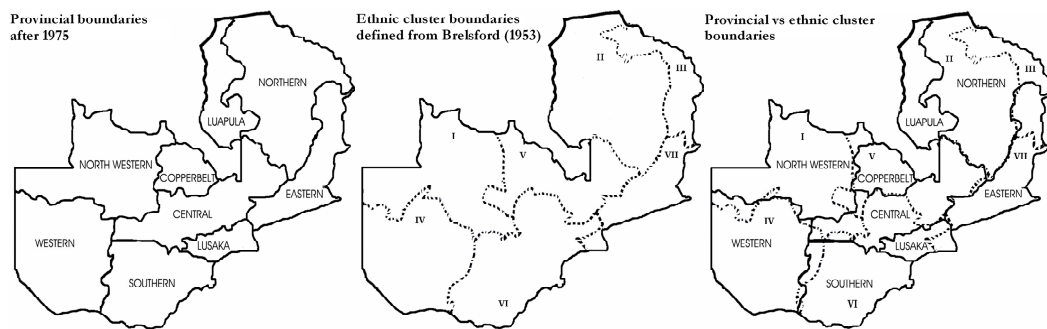 Provincial boundaries
after 1975
NORTHERN
LUAPULA
NORTH WESTERN
COPPERBELT
EASTERN
CENTRAL
WESTERN
LUSAKA
SOUTHERN
Ethnic cluster boundaries
defined from Brelsford (1953)
II
III
I
V
VII
IV
VI
Provincial vs ethnic cluster
boundaries
II
III
NORTHERN
LUAPULA
I
V
VII
NORTH WESTERN
COPPERBELT
EASTERN
IV
CENTRAL
WESTERN
LUSAKA
SOUTHERN
VI